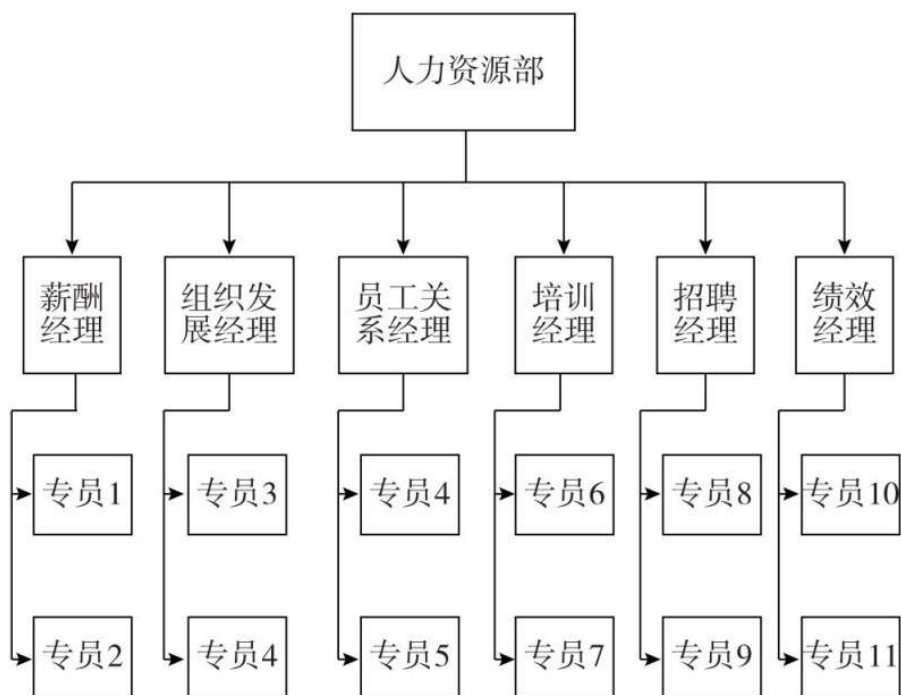 人力资源部
薪酬
经理
组织发
展经理
员工关
系经理
培训
经理
招聘
经理
绩效
经理
专员1
专员3
专员4
专员6
专员8
专员10
专员2
专员4
专员5
专员7
专员9
专员11